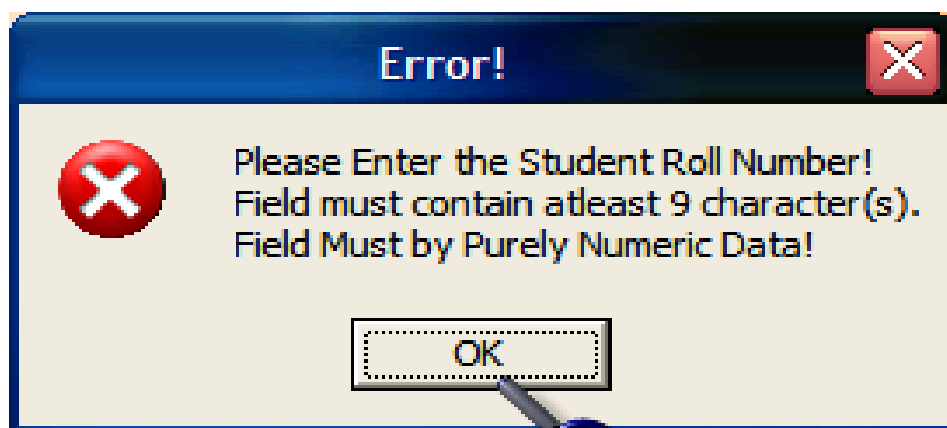 Error!
Please Enter the Student Roll Number!
Field must contain atleast 9 character(s).
Field Must by Purely Numeric Data!
OK